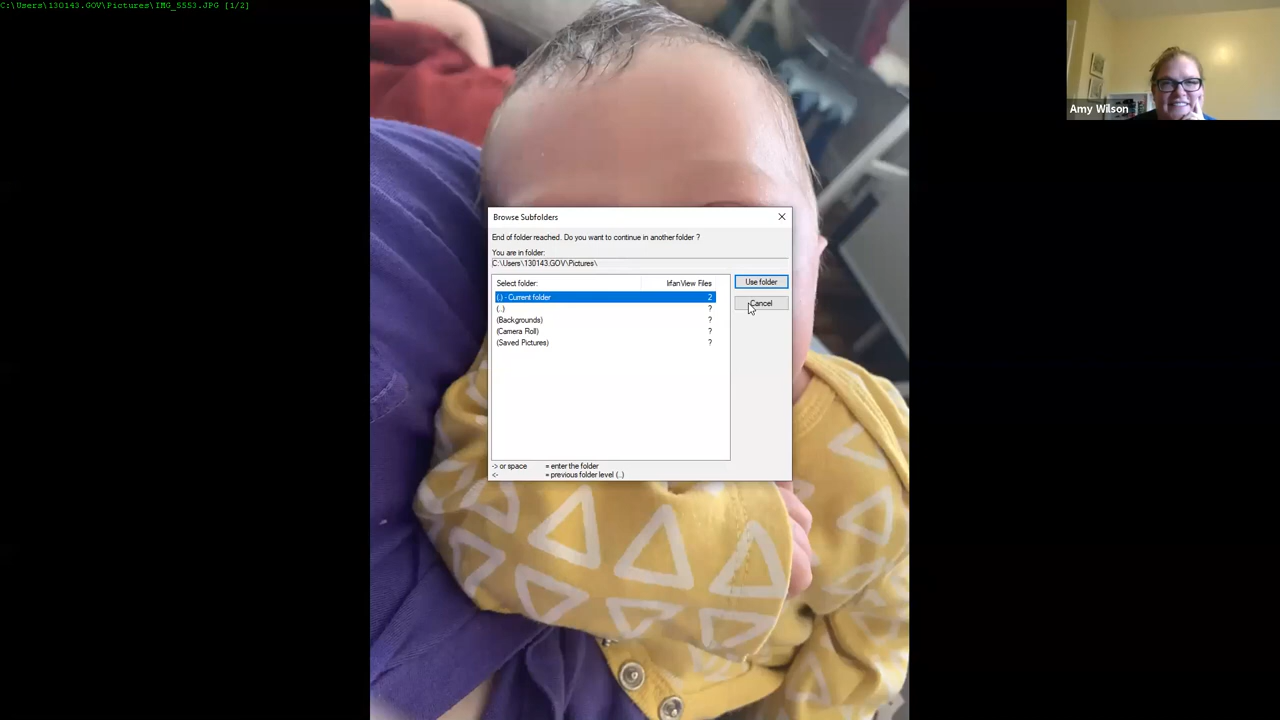 C:\Users\130143.GOV\Pictures\IMG_5553.JPG [1/2]
Amy Wilson
Browse Subfolders
End of folder reached. Do you want to continue in another folder ?
You are in folder:
C:\Users\130143.GOV\Pictures\
Select folder: IrfanView Files
(.) - Current folder 2
(..) ?
(Backgrounds) ?
(Camera Roll) ?
(Saved Pictures) ?
Use folder
Cancel
-> or space = enter the folder
<- = previous folder level (..)